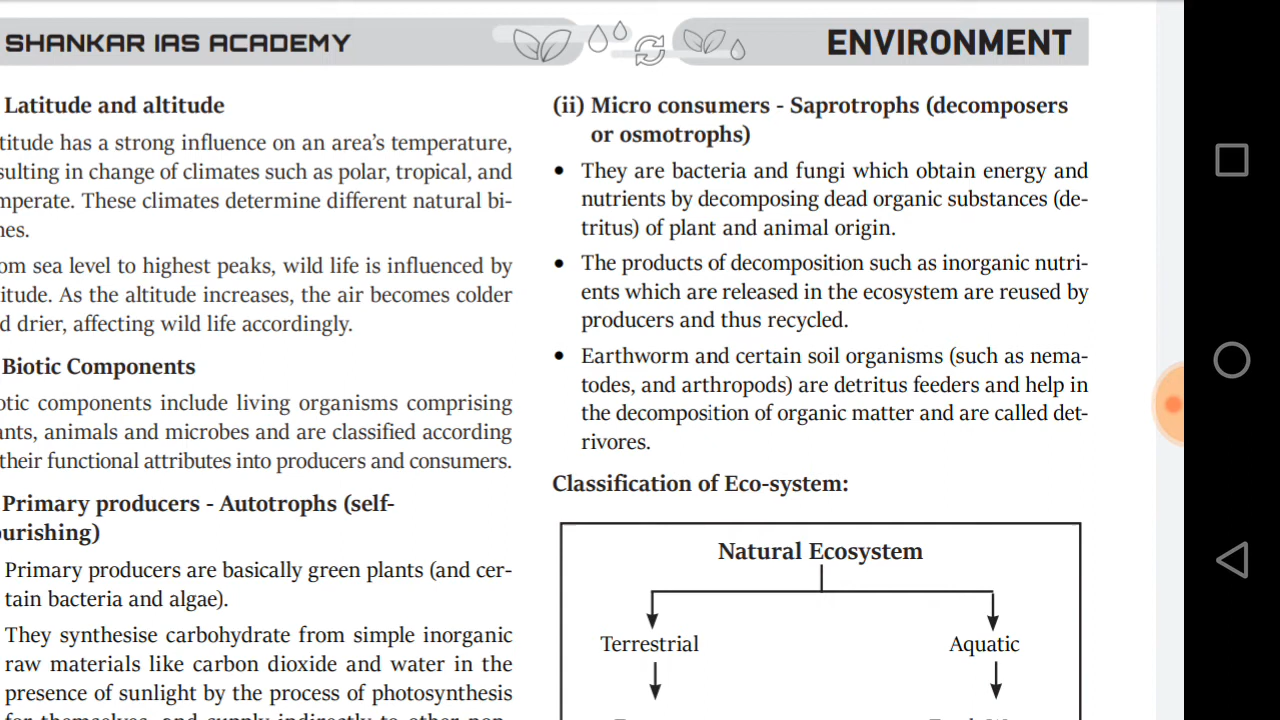 SHANKAR IAS ACADEMY
ENVIRONMENT
Latitude and altitude
titude has a strong influence on an area's temperature,
sulting in change of climates such as polar, tropical, and
mperate. These climates determine different natural bi-
nes.
om sea level to highest peaks, wild life is influenced by
itude. As the altitude increases, the air becomes colder
d drier, affecting wild life accordingly.
Biotic Components
otic components include living organisms comprising
ants, animals and microbes and are classified according
their functional attributes into producers and consumers.
Primary producers - Autotrophs (self-
ourishing)
Primary producers are basically green plants (and cer-
tain bacteria and algae).
They synthesise carbohydrate from simple inorganic
raw materials like carbon dioxide and water in the
presence of sunlight by the process of photosynthesis
for themselves, and supply indirectly to other non-
(ii) Micro consumers - Saprotrophs (decomposers
or osmotrophs)
• They are bacteria and fungi which obtain energy and
nutrients by decomposing dead organic substances (de-
tritus) of plant and animal origin.
• The products of decomposition such as inorganic nutri-
ents which are released in the ecosystem are reused by
producers and thus recycled.
• Earthworm and certain soil organisms (such as nema-
todes, and arthropods) are detritus feeders and help in
the decomposition of organic matter and are called det-
rivores.
Classification of Eco-system:
Natural Ecosystem
Terrestrial
Aquatic